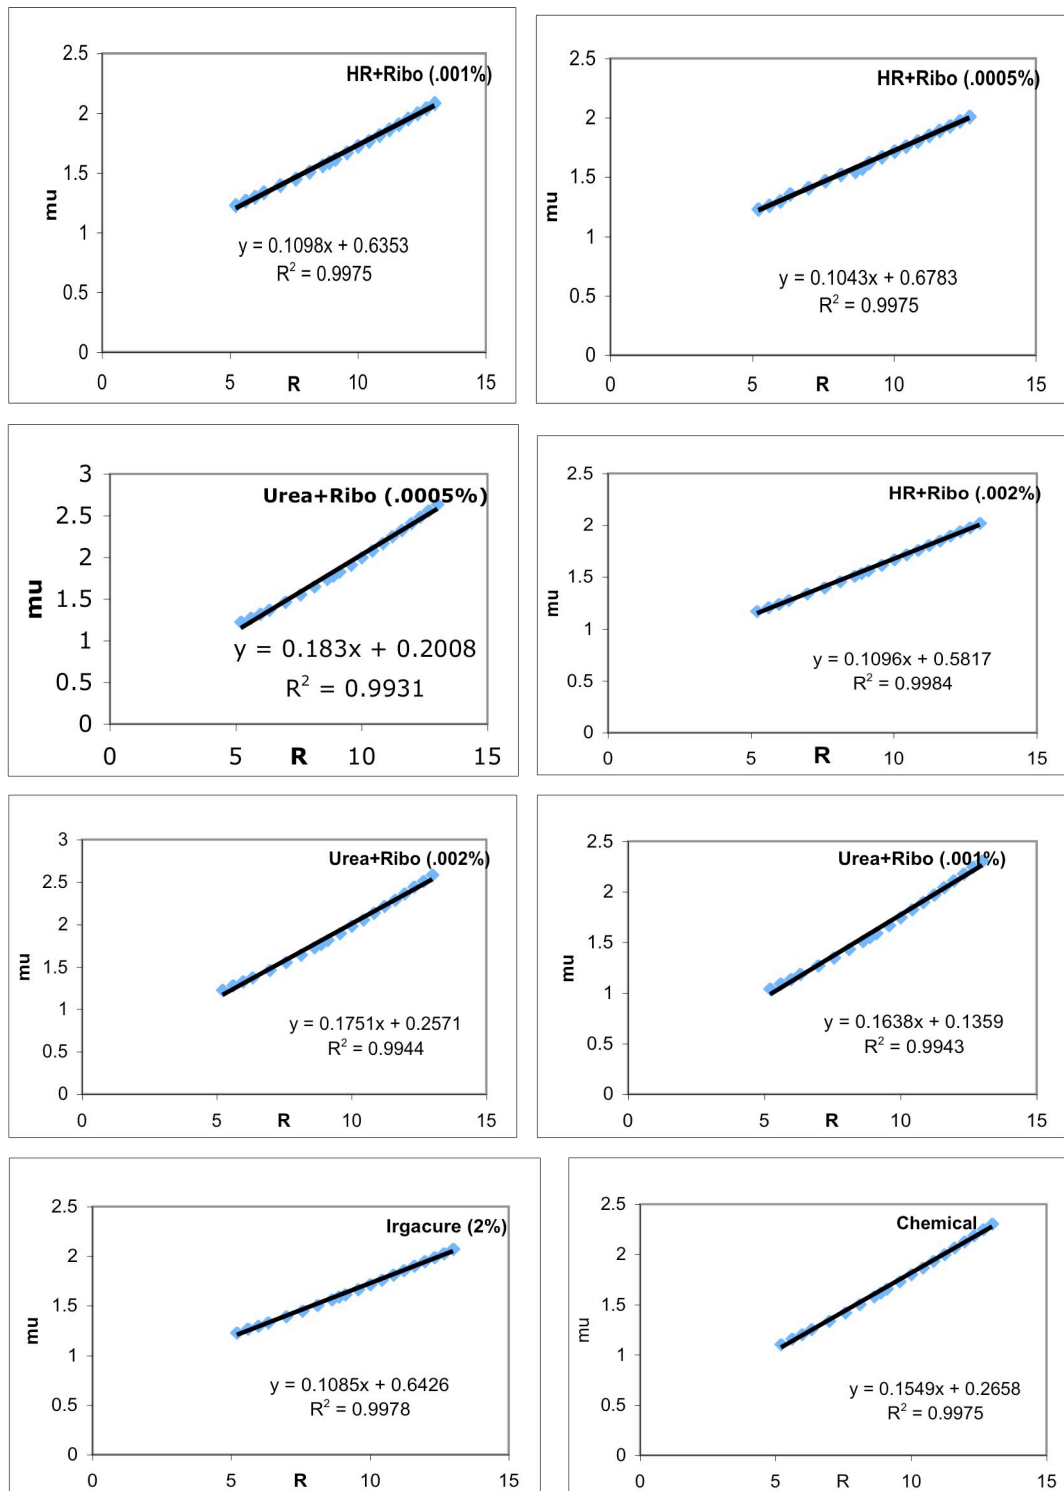 2.5
HR+Ribo (.001%)
2
1.5
mu
1
y = 0.1098x + 0.6353
R² = 0.9975
0.5
0
0 5 R 10 15
2.5
HR+Ribo (.0005%)
2
1.5
mu
1
y = 0.1043x + 0.6783
0.5
R² = 0.9975
0
0 5 R 10 15
3
Urea+Ribo (.0005%)
2.5
2
mu
1.5
1
y = 0.183x + 0.2008
0.5
R² = 0.9931
0
0 5 R 10 15
2.5
HR+Ribo (.002%)
2
1.5
mu
1
y = 0.1096x + 0.5817
0.5
R² = 0.9984
0
0 5 R 10 15
3
Urea+Ribo (.002%)
2.5
2
1.5
mu
1
y = 0.1751x + 0.2571
0.5
R² = 0.9944
0
0 5 R 10 15
2.5
Urea+Ribo (.001%)
2
1.5
mu
1
y = 0.1638x + 0.1359
0.5
R² = 0.9943
0
0 5 R 10 15
2.5
Irgacure (2%)
2
1.5
mu
1
y = 0.1085x + 0.6426
0.5
R² = 0.9978
0
0 5 R 10 15
2.5
Chemical
2
1.5
mu
1
y = 0.1549x + 0.2658
0.5
R² = 0.9975
0
0 5 R 10 15